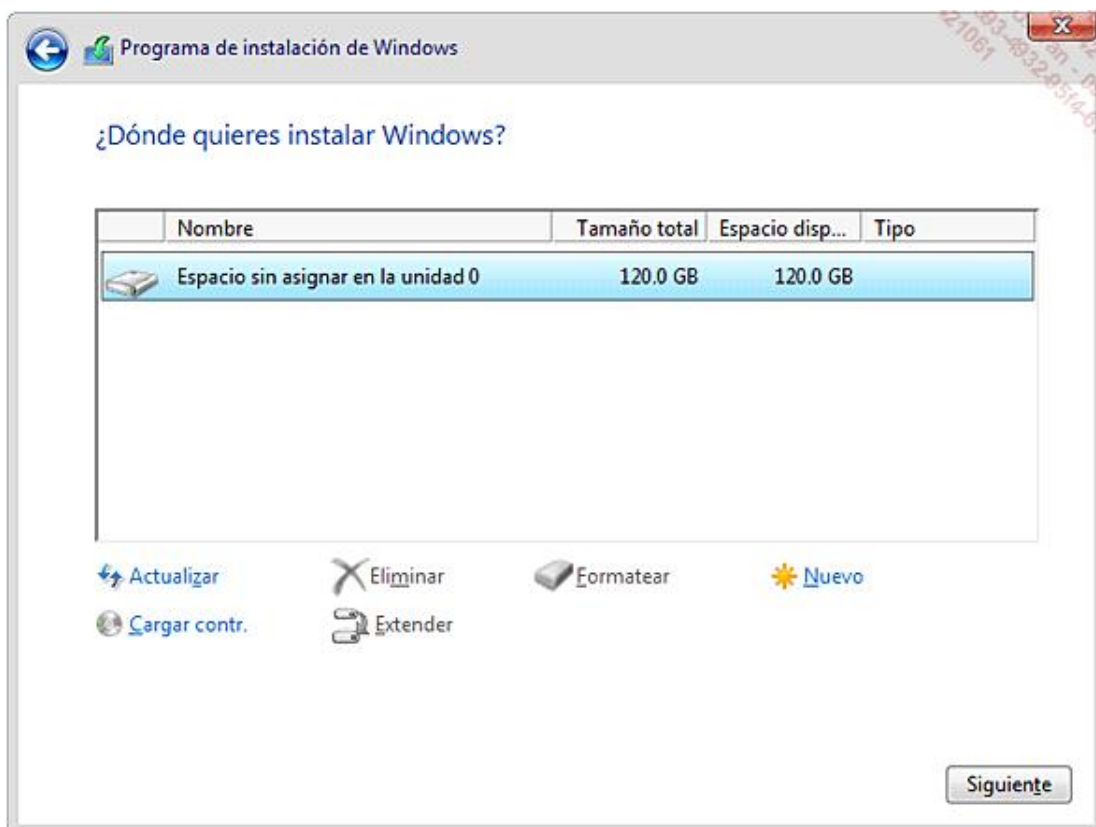 Programa de instalación de Windows
¿Dónde quieres instalar Windows?
Nombre Tamaño total Espacio disp... Tipo
Espacio sin asignar en la unidad 0 120.0 GB 120.0 GB
Actualizar Eliminar Formatear Nuevo
Cargar contr. Extender
Siguiente